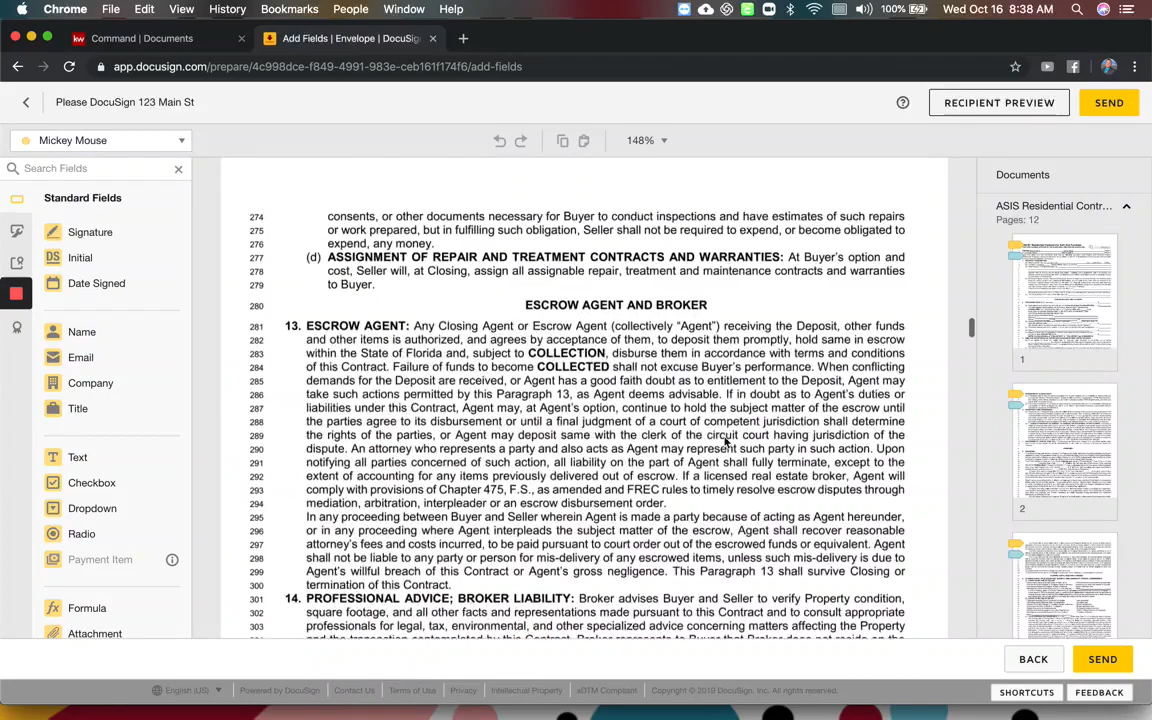 Chrome File Edit View History Bookmarks People Window Help 100% Wed Oct 16 8:38 AM
kw Command | Documents Add Fields | Envelope | DocuSig
app.docusign.com/prepare/4c998dce-f849-4991-983e-ceb161f174f6/add-fields
Please DocuSign 123 Main St RECIPIENT PREVIEW SEND
Mickey Mouse 148%
Search Fields
Documents
Standard Fields
ASIS Residential Contr...
Pages: 12
Signature
DS Initial
Date Signed
Name
Email
Company
Title
Text
Checkbox
Dropdown
Radio
Payment Item
Formula
Attachment
274 consents, or other documents necessary for Buyer to conduct inspections and have estimates of such repairs
275 or work prepared, but in fulfilling such obligation, Seller shall not be required to expend, or become obligated to
276 expend, any money.
277 (d) ASSIGNMENT OF REPAIR AND TREATMENT CONTRACTS AND WARRANTIES: At Buyer's option and
278 cost, Seller will, at Closing, assign all assignable repair, treatment and maintenance contracts and warranties
279 to Buyer.
280 ESCROW AGENT AND BROKER
281 13. ESCROW AGENT: Any Closing Agent or Escrow Agent (collectively "Agent") receiving the Deposit, other funds
282 and other items is authorized, and agrees by acceptance of them, to deposit them promptly, hold same in escrow
283 within the State of Florida and, subject to COLLECTION, disburse them in accordance with terms and conditions
284 of this Contract. Failure of funds to become COLLECTED shall not excuse Buyer's performance. When conflicting
285 demands for the Deposit are received, or Agent has a good faith doubt as to entitlement to the Deposit, Agent may
286 take such actions permitted by this Paragraph 13, as Agent deems advisable. If in doubt as to Agent's duties or
287 liabilities under this Contract, Agent may, at Agent's option, continue to hold the subject matter of the escrow until
288 the parties agree to its disbursement or until a final judgment of a court of competent jurisdiction shall determine
289 the rights of the parties, or Agent may deposit same with the clerk of the circuit court having jurisdiction of the
290 dispute. An attorney who represents a party and also acts as Agent may represent such party in such action. Upon
291 notifying all parties concerned of such action, all liability on the part of Agent shall fully terminate, except to the
292 extent of accounting for any items previously delivered out of escrow. If a licensed real estate broker, Agent will
293 comply with provisions of Chapter 475, F.S., as amended and FREC rules to timely resolve escrow disputes through
294 mediation, arbitration, interpleader or an escrow disbursement order.
295 In any proceeding between Buyer and Seller wherein Agent is made a party because of acting as Agent hereunder,
296 or in any proceeding where Agent interpleads the subject matter of the escrow, Agent shall recover reasonable
297 attorney's fees and costs incurred, to be paid pursuant to court order out of the escrowed funds or equivalent. Agent
298 shall not be liable to any party or person for mis-delivery of any escrowed items, unless such mis-delivery is due to
299 Agent's willful breach of this Contract or Agent's gross negligence. This Paragraph 13 shall survive Closing or
300 termination of this Contract.
301 14. PROFESSIONAL ADVICE; BROKER LIABILITY: Broker advises Buyer and Seller to verify Property condition,
302 square footage, and all other facts and representations made pursuant to this Contract and to consult appropriate
303 professionals for legal, tax, environmental, and other specialized advice concerning matters affecting the Property
1
2
BACK SEND
English (US) Powered by DocuSign Contact Us Terms of Use Privacy Intellectual Property xDTM Compliant Copyright © 2019 DocuSign, Inc. All rights reserved. SHORTCUTS FEEDBACK